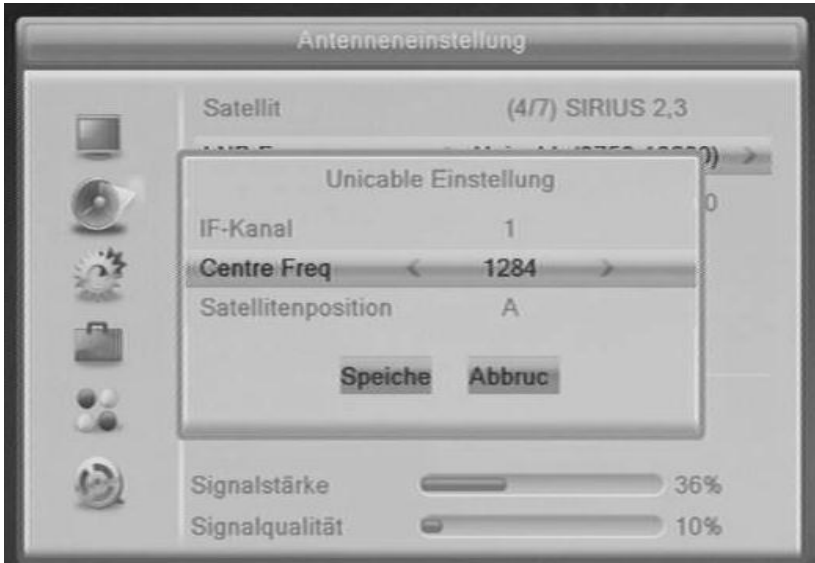 Antenneneinstellung
Satellit (4/7) SIRIUS 2,3
Unicable Einstellung
IF-Kanal 1
Centre Freq < 1284 >
Satellitenposition A
Speiche Abbruc
Signalstärke 36%
Signalqualität 10%